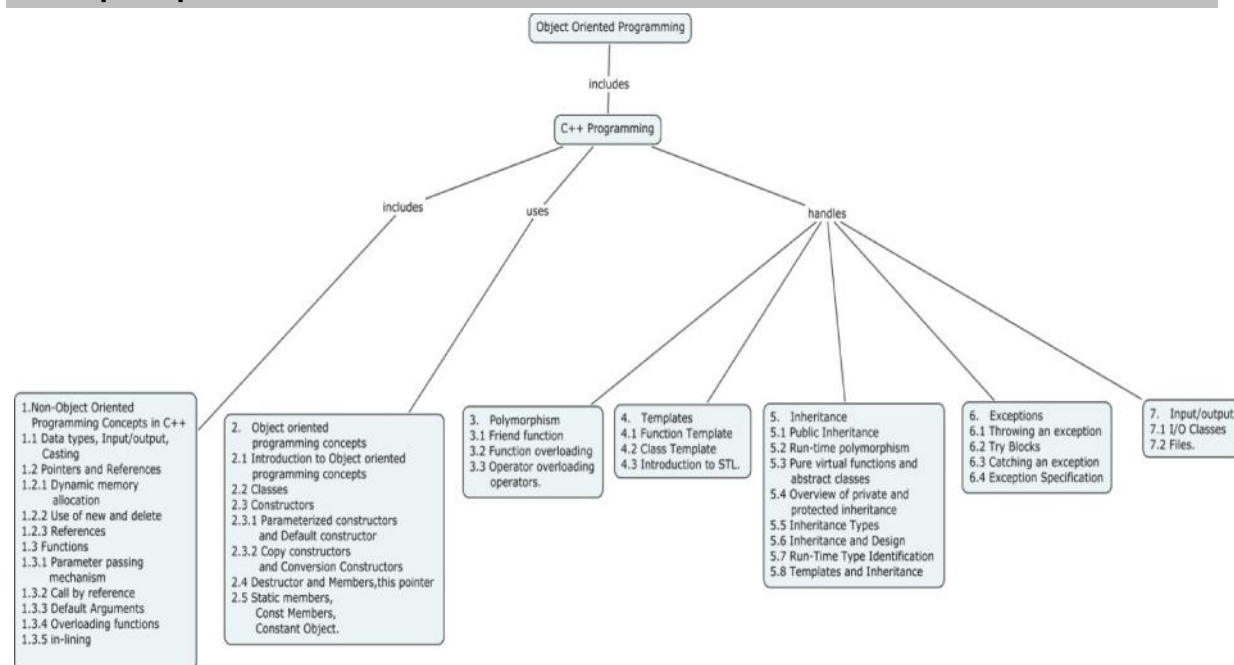 Object Oriented Programming
includes
C++ Programming
includes
uses
handles
1.Non-Object Oriented
Programming Concepts in C++
1.1 Data types, Input/output,
Casting
1.2 Pointers and References
1.2.1 Dynamic memory
allocation
1.2.2 Use of new and delete
1.2.3 References
1.3 Functions
1.3.1 Parameter passing
mechanism
1.3.2 Call by reference
1.3.3 Default Arguments
1.3.4 Overloading functions
1.3.5 in-lining
2. Object oriented
programming concepts
2.1 Introduction to Object oriented
programming concepts
2.2 Classes
2.3 Constructors
2.3.1 Parameterized constructors
and Default constructor
2.3.2 Copy constructors
and Conversion Constructors
2.4 Destructor and Members,this pointer
2.5 Static members,
Const Members,
Constant Object.
3. Polymorphism
3.1 Friend function
3.2 Function overloading
3.3 Operator overloading
operators.
4. Templates
4.1 Function Template
4.2 Class Template
4.3 Introduction to STL.
5. Inheritance
5.1 Public Inheritance
5.2 Run-time polymorphism
5.3 Pure virtual functions and
abstract classes
5.4 Overview of private and
protected inheritance
5.5 Inheritance Types
5.6 Inheritance and Design
5.7 Run-Time Type Identification
5.8 Templates and Inheritance
6. Exceptions
6.1 Throwing an exception
6.2 Try Blocks
6.3 Catching an exception
6.4 Exception Specification
7. Input/output
7.1 I/O Classes
7.2 Files.